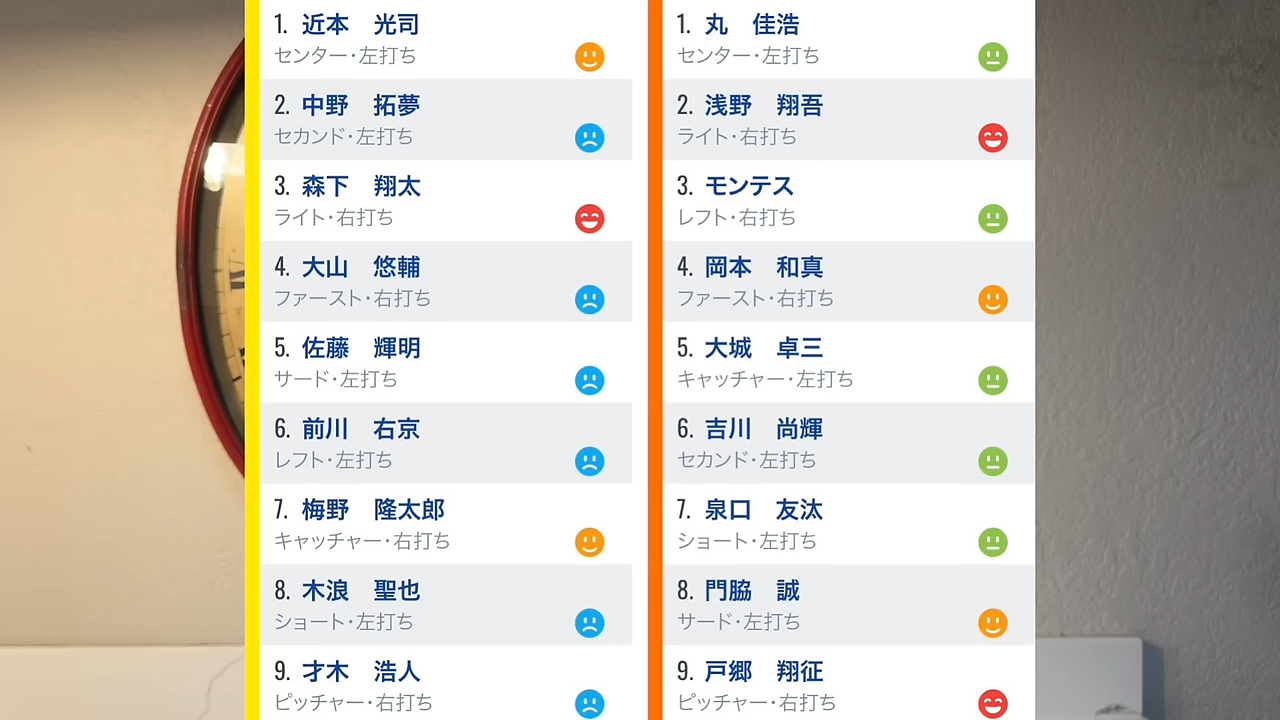 1. 近本　光司
センター・左打ち
2. 中野　拓夢
セカンド・左打ち
3. 森下　翔太
ライト・右打ち
4. 大山　悠輔
ファースト・右打ち
5. 佐藤　輝明
サード・左打ち
6. 前川　右京
レフト・左打ち
7. 梅野　隆太郎
キャッチャー・右打ち
8. 木浪　聖也
ショート・左打ち
9. 才木　浩人
ピッチャー・右打ち
1. 丸　佳浩
センター・左打ち
2. 浅野　翔吾
ライト・右打ち
3. モンテス
レフト・右打ち
4. 岡本　和真
ファースト・右打ち
5. 大城　卓三
キャッチャー・左打ち
6. 吉川　尚輝
セカンド・左打ち
7. 泉口　友汰
ショート・左打ち
8. 門脇　誠
サード・左打ち
9. 戸郷　翔征
ピッチャー・右打ち